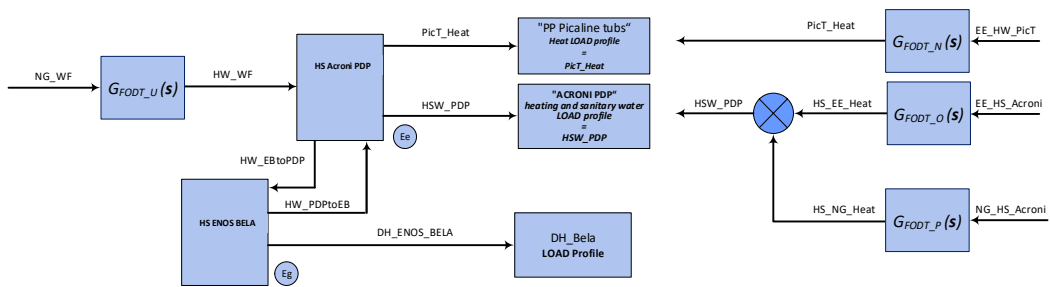 NG_WF
G_FODT_U (s)
HW_WF
HS Acroni PDP
Ee
PicT_Heat
"PP Picaline tubs“
Heat LOAD profile
=
PicT_Heat
HSW_PDP
"ACRONI PDP"
heating and sanitary water
LOAD profile
=
HSW_PDP
HW_EBtoPDP
HW_PDPtoEB
HS ENOS BELA
Eg
DH_ENOS_BELA
DH_Bela
LOAD Profile
PicT_Heat
G_FODT_N (s)
EE_HW_PicT
HSW_PDP
HS_EE_Heat
G_FODT_O (s)
EE_HS_Acroni
HS_NG_Heat
G_FODT_P (s)
NG_HS_Acroni